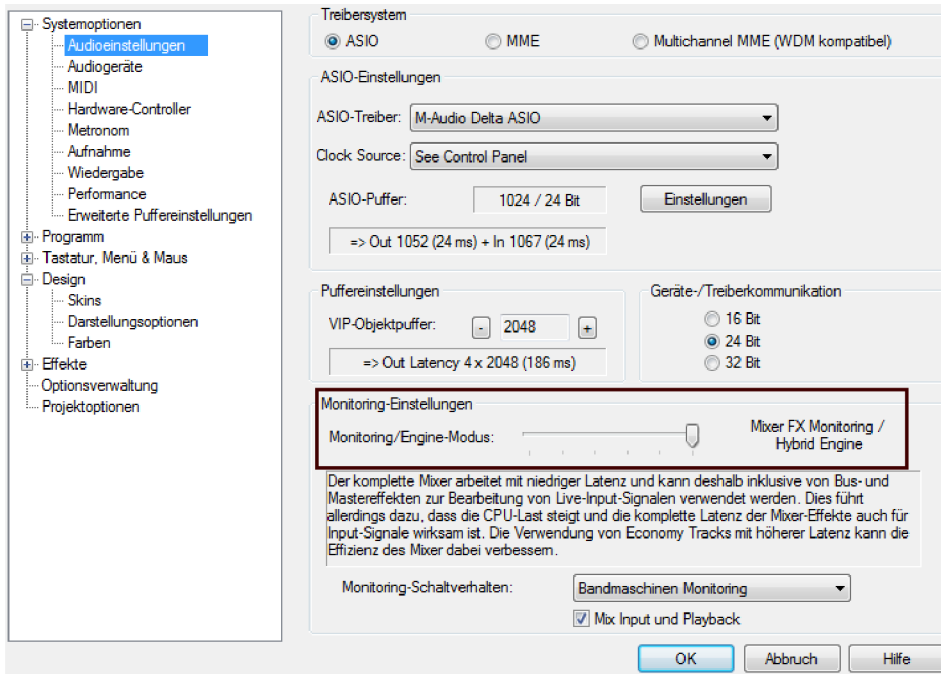 Systemoptionen
Audioeinstellungen
Audiogeräte
MIDI
Hardware-Controller
Metronom
Aufnahme
Wiedergabe
Performance
Erweiterte Puffereinstellungen
Programm
Tastatur, Menü & Maus
Design
Skins
Darstellungsoptionen
Farben
Effekte
Optionsverwaltung
Projektoptionen
Treibersystem
ASIO MME Multichannel MME (WDM kompatibel)
ASIO-Einstellungen
ASIO-Treiber: M-Audio Delta ASIO
Clock Source: See Control Panel
ASIO-Puffer: 1024 / 24 Bit Einstellungen
=> Out 1052 (24 ms) + In 1067 (24 ms)
Puffereinstellungen
VIP-Objektpuffer: - 2048 +
=> Out Latency 4 x 2048 (186 ms)
Geräte-/Treiberkommunikation
16 Bit
24 Bit
32 Bit
Monitoring-Einstellungen
Monitoring/Engine-Modus: Mixer FX Monitoring /
Hybrid Engine
Der komplette Mixer arbeitet mit niedriger Latenz und kann deshalb inklusive von Bus- und
Mastereffekten zur Bearbeitung von Live-Input-Signalen verwendet werden. Dies führt
allerdings dazu, dass die CPU-Last steigt und die komplette Latenz der Mixer-Effekte auch für
Input-Signale wirksam ist. Die Verwendung von Economy Tracks mit höherer Latenz kann die
Effizienz des Mixer dabei verbessern.
Monitoring-Schaltverhalten: Bandmaschinen Monitoring
Mix Input und Playback
OK Abbruch Hilfe